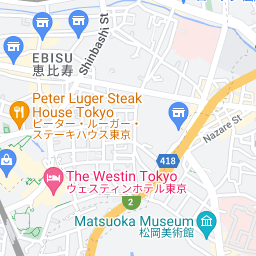 Shinbashi St
EBISU
恵比寿
Peter Luger Steak
House Tokyo
ピーター・ルーガー・
ステーキハウス東京
Nazare St
418
The Westin Tokyo
ウェスティンホテル東京
2
Matsuoka Museum
松岡美術館